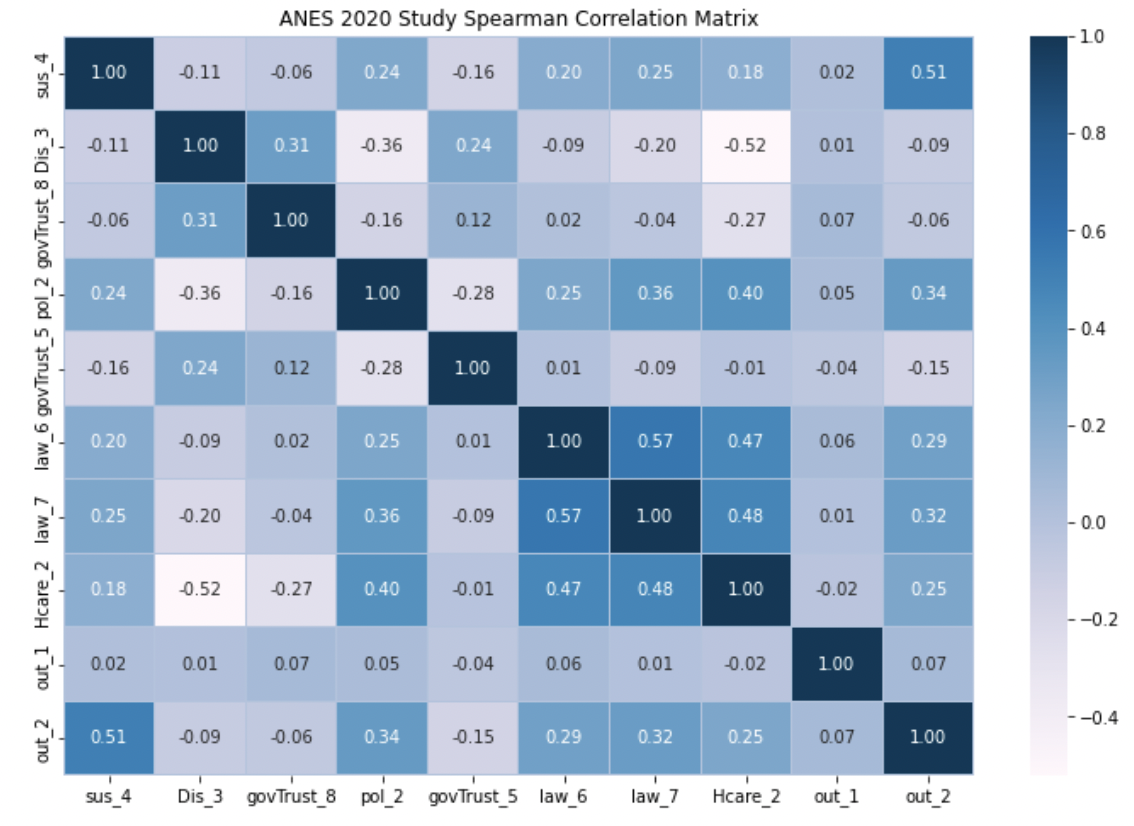 ANES 2020 Study Spearman Correlation Matrix
sus_4 1.00 -0.11 -0.06 0.24 -0.16 0.20 0.25 0.18 0.02 0.51
Dis_3 -0.11 1.00 0.31 -0.36 0.24 -0.09 -0.20 -0.52 0.01 -0.09
govTrust_8 -0.06 0.31 1.00 -0.16 0.12 0.02 -0.04 -0.27 0.07 -0.06
pol_2 0.24 -0.36 -0.16 1.00 -0.28 0.25 0.36 0.40 0.05 0.34
govTrust_5 -0.16 0.24 0.12 -0.28 1.00 0.01 -0.09 -0.01 -0.04 -0.15
law_6 0.20 -0.09 0.02 0.25 0.01 1.00 0.57 0.47 0.06 0.29
law_7 0.25 -0.20 -0.04 0.36 -0.09 0.57 1.00 0.48 0.01 0.32
Hcare_2 0.18 -0.52 -0.27 0.40 -0.01 0.47 0.48 1.00 -0.02 0.25
out_1 0.02 0.01 0.07 0.05 -0.04 0.06 0.01 -0.02 1.00 0.07
out_2 0.51 -0.09 -0.06 0.34 -0.15 0.29 0.32 0.25 0.07 1.00
sus_4 Dis_3 govTrust_8 pol_2 govTrust_5 law_6 law_7 Hcare_2 out_1 out_2
1.0
0.8
0.6
0.4
0.2
0.0
−0.2
−0.4